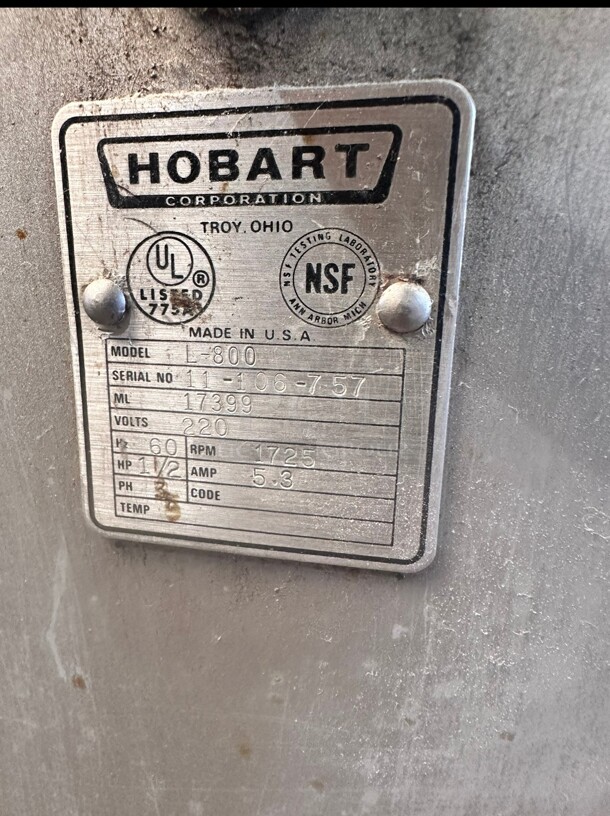 HOBART
CORPORATION
TROY, OHIO
UL ®
LISTED
NSF TESTING LABORATORY
NSF
ANN ARBOR MICH
MADE IN U.S.A
MODEL L-800
SERIAL NO 11-106-757
ML 17399
VOLTS 220
Hz 60 RPM 1725
HP 1 1/2 AMP 5.3
PH 3 CODE
TEMP